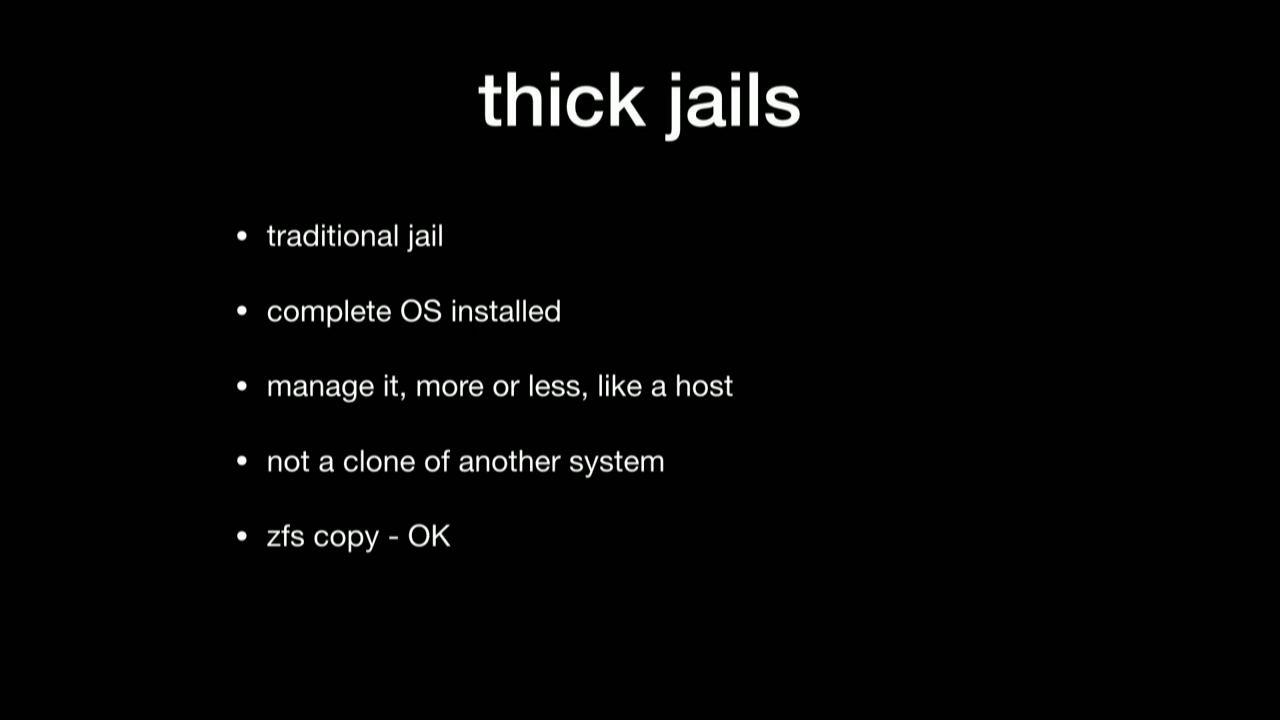 thick jails
• traditional jail
• complete OS installed
• manage it, more or less, like a host
• not a clone of another system
• zfs copy - OK